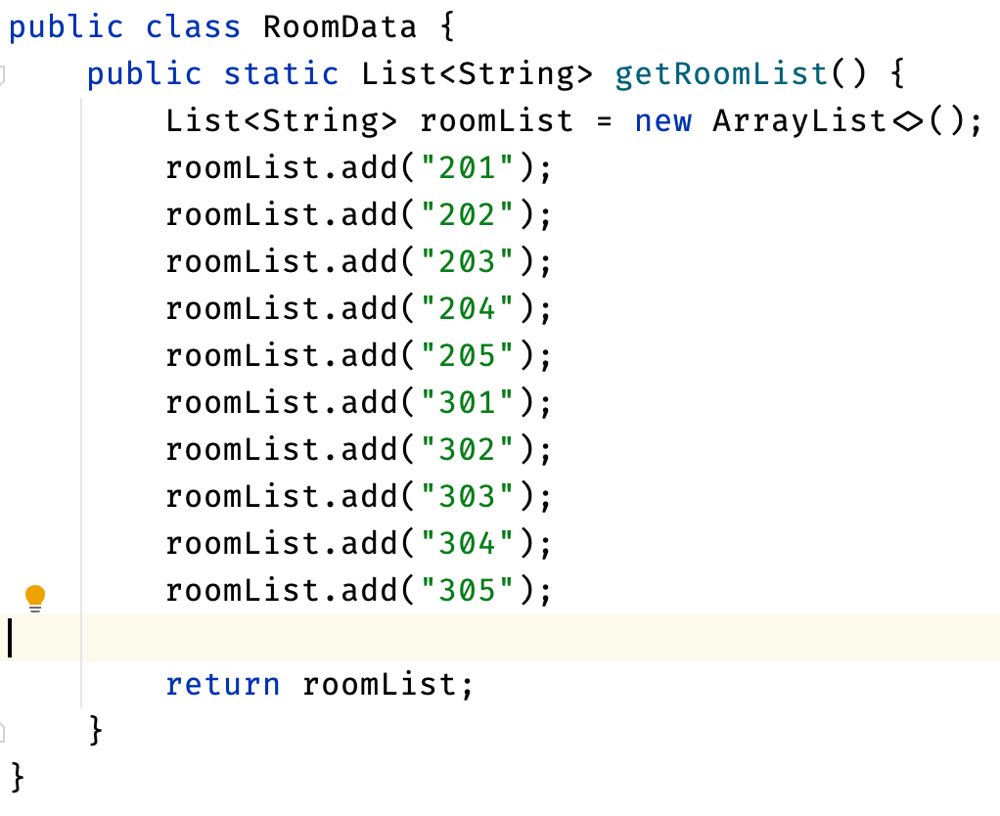 public class RoomData {
    public static List<String> getRoomList() {
        List<String> roomList = new ArrayList<>();
        roomList.add("201");
        roomList.add("202");
        roomList.add("203");
        roomList.add("204");
        roomList.add("205");
        roomList.add("301");
        roomList.add("302");
        roomList.add("303");
        roomList.add("304");
        roomList.add("305");

        return roomList;
    }
}